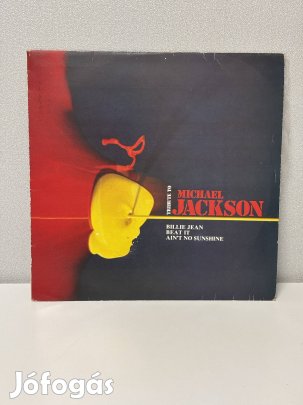 TRIBUTE TO
MICHAEL
JACKSON
BILLIE JEAN
BEAT IT
AIN'T NO SUNSHINE
Jófogás